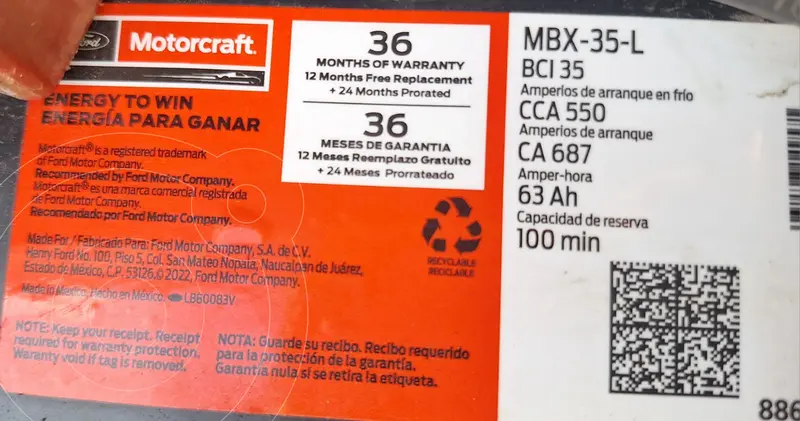 Ford
Motorcraft®
ENERGY TO WIN
ENERGÍA PARA GANAR
Motorcraft® is a registered trademark
of Ford Motor Company.
Recommended by Ford Motor Company.
Motorcraft® es una marca comercial registrada
de Ford Motor Company.
Recomendado por Ford Motor Company.
Made For / Fabricado Para: Ford Motor Company, S.A. de C.V.
Henry Ford No. 100, Piso 5, Col. San Mateo Nopala, Naucalpan de Juárez,
Estado de México, C.P. 53126,© 2022, Ford Motor Company.
Made in Mexico, Hecho en México. LB60083V
NOTE: Keep your receipt. Receipt
required for warranty protection.
Warranty void if tag is removed.
NOTA: Guarde su recibo. Recibo requerido
para la protección de la garantía.
Garantía nula si se retira la etiqueta.
36
MONTHS OF WARRANTY
12 Months Free Replacement
+ 24 Months Prorated
36
MESES DE GARANTIA
12 Meses Reemplazo Gratuito
+ 24 Meses Prorrateado
RECYCLABLE
RECICLABLE
MBX-35-L
BCI 35
Amperios de arranque en frío
CCA 550
Amperios de arranque
CA 687
Amper-hora
63 Ah
Capacidad de reserva
100 min
886